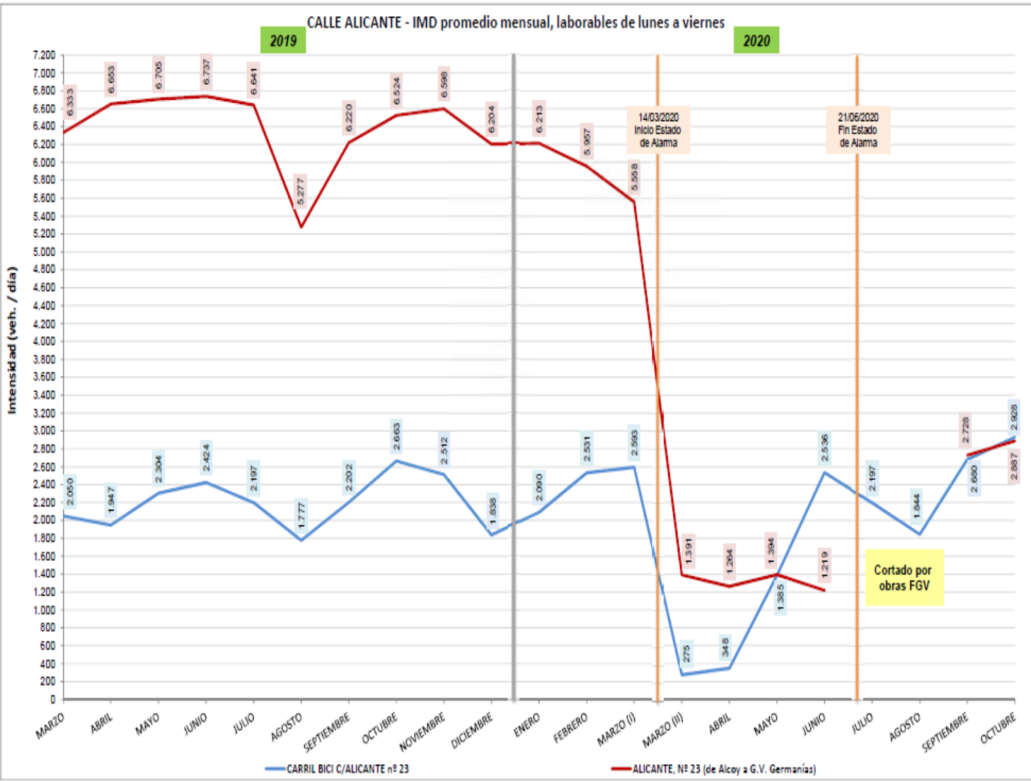 CALLE ALICANTE - IMD promedio mensual, laborables de lunes a viernes
2019
2020
Intensidad (veh. / día)
7.200
7.000
6.800
6.600
6.400
6.200
6.000
5.800
5.600
5.400
5.200
5.000
4.800
4.600
4.400
4.200
4.000
3.800
3.600
3.400
3.200
3.000
2.800
2.600
2.400
2.200
2.000
1.800
1.600
1.400
1.200
1.000
800
600
400
200
0
6.333
6.653
6.705
6.737
6.641
5.277
6.220
6.524
6.598
6.204
6.213
5.957
5.558
1.391
1.264
1.394
1.219
2.728
2.887
2.050
1.947
2.304
2.424
2.197
1.777
2.202
2.663
2.512
1.838
2.090
2.531
2.593
275
348
1.385
2.536
2.197
1.844
2.680
2.928
14/03/2020
Inicio Estado
de Alarma
21/06/2020
Fin Estado
de Alarma
Cortado por
obras FGV
MARZO
ABRIL
MAYO
JUNIO
JULIO
AGOSTO
SEPTIEMBRE
OCTUBRE
NOVIEMBRE
DICIEMBRE
ENERO
FEBRERO
MARZO (I)
MARZO (II)
ABRIL
MAYO
JUNIO
JULIO
AGOSTO
SEPTIEMBRE
OCTUBRE
CARRIL BICI C/ALICANTE nº 23
ALICANTE, Nº 23 (de Alcoy a G.V. Germanías)